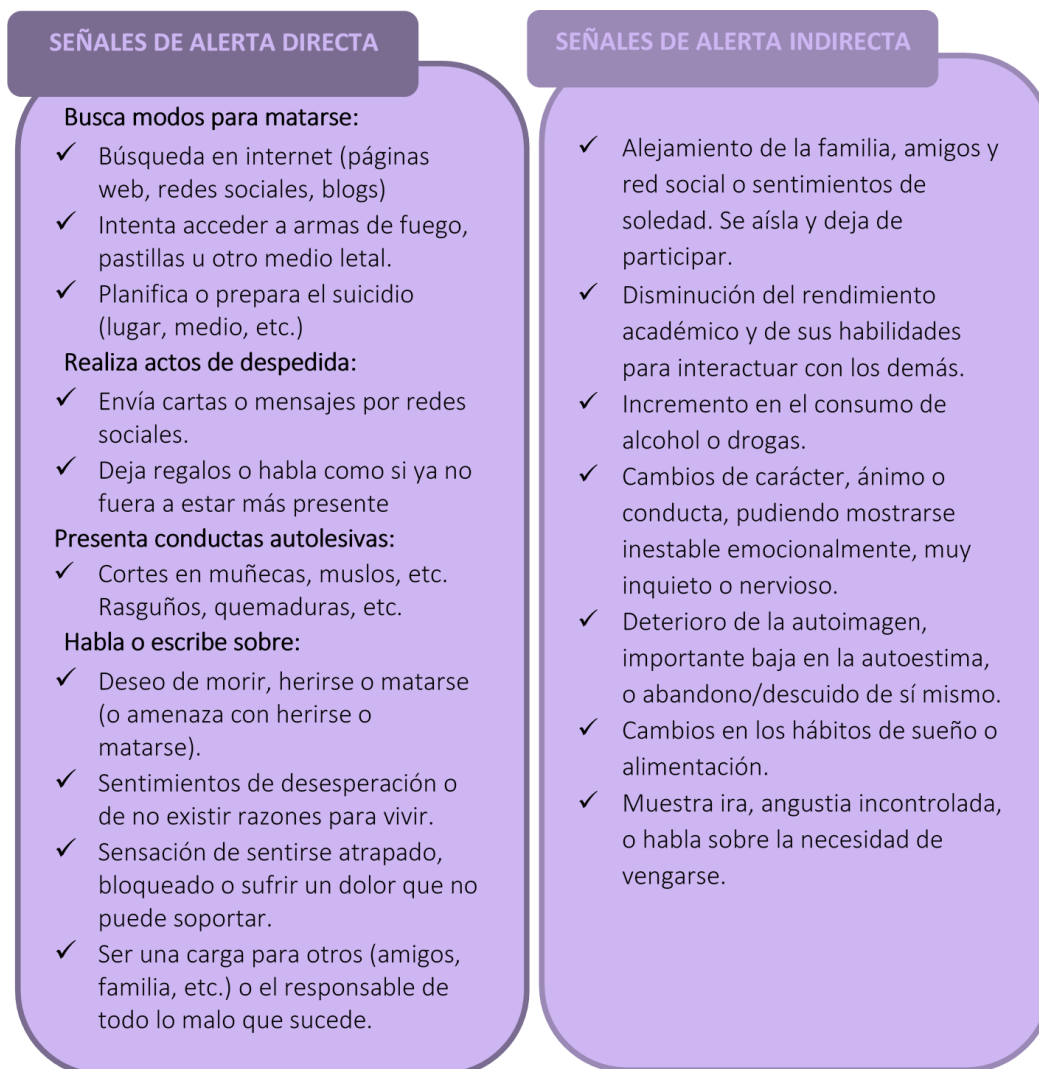 SEÑALES DE ALERTA DIRECTA
Busca modos para matarse:
✓ Búsqueda en internet (páginas
web, redes sociales, blogs)
✓ Intenta acceder a armas de fuego,
pastillas u otro medio letal.
✓ Planifica o prepara el suicidio
(lugar, medio, etc.)
Realiza actos de despedida:
✓ Envía cartas o mensajes por redes
sociales.
✓ Deja regalos o habla como si ya no
fuera a estar más presente
Presenta conductas autolesivas:
✓ Cortes en muñecas, muslos, etc.
Rasguños, quemaduras, etc.
Habla o escribe sobre:
✓ Deseo de morir, herirse o matarse
(o amenaza con herirse o
matarse).
✓ Sentimientos de desesperación o
de no existir razones para vivir.
✓ Sensación de sentirse atrapado,
bloqueado o sufrir un dolor que no
puede soportar.
✓ Ser una carga para otros (amigos,
familia, etc.) o el responsable de
todo lo malo que sucede.
SEÑALES DE ALERTA INDIRECTA
✓ Alejamiento de la familia, amigos y
red social o sentimientos de
soledad. Se aísla y deja de
participar.
✓ Disminución del rendimiento
académico y de sus habilidades
para interactuar con los demás.
✓ Incremento en el consumo de
alcohol o drogas.
✓ Cambios de carácter, ánimo o
conducta, pudiendo mostrarse
inestable emocionalmente, muy
inquieto o nervioso.
✓ Deterioro de la autoimagen,
importante baja en la autoestima,
o abandono/descuido de sí mismo.
✓ Cambios en los hábitos de sueño o
alimentación.
✓ Muestra ira, angustia incontrolada,
o habla sobre la necesidad de
vengarse.